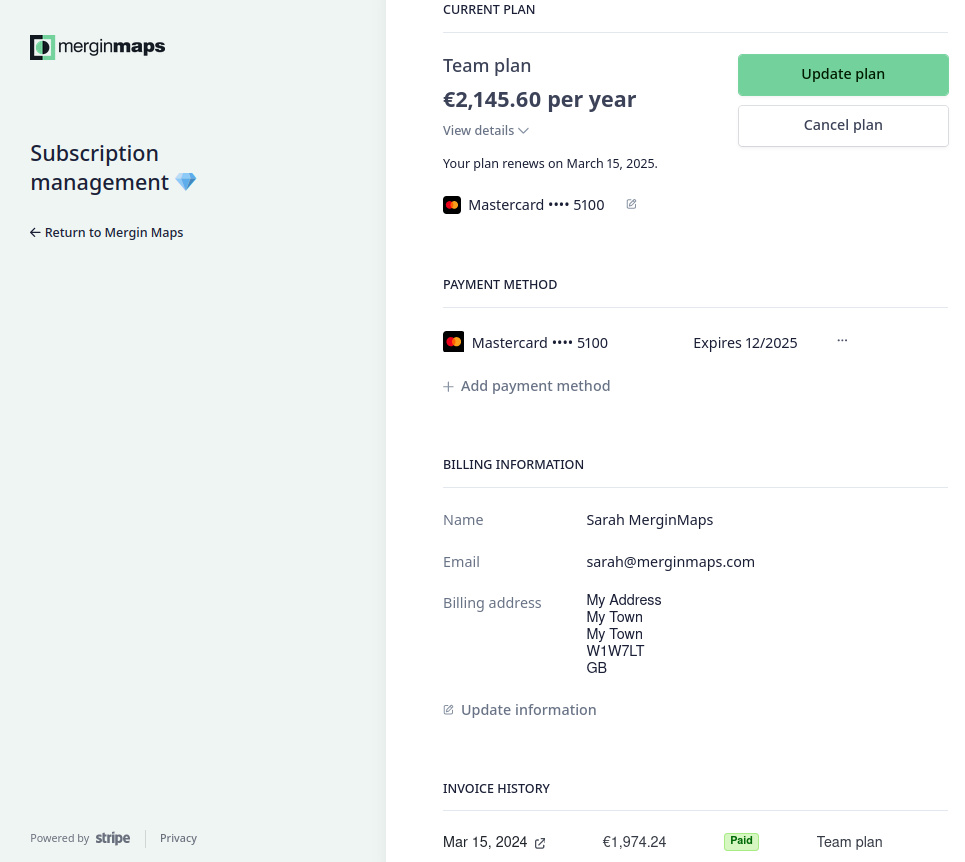 merginmaps
Subscription
management
Return to Mergin Maps
Powered by stripe
Privacy
CURRENT PLAN
Team plan
€2,145.60 per year
View details
Your plan renews on March 15, 2025.
Mastercard •••• 5100
Update plan
Cancel plan
PAYMENT METHOD
Mastercard •••• 5100 Expires 12/2025 ···
Add payment method
BILLING INFORMATION
Name Sarah MerginMaps
Email sarah@merginmaps.com
Billing address My Address
My Town
My Town
W1W7LT
GB
Update information
INVOICE HISTORY
Mar 15, 2024 €1,974.24 Paid Team plan